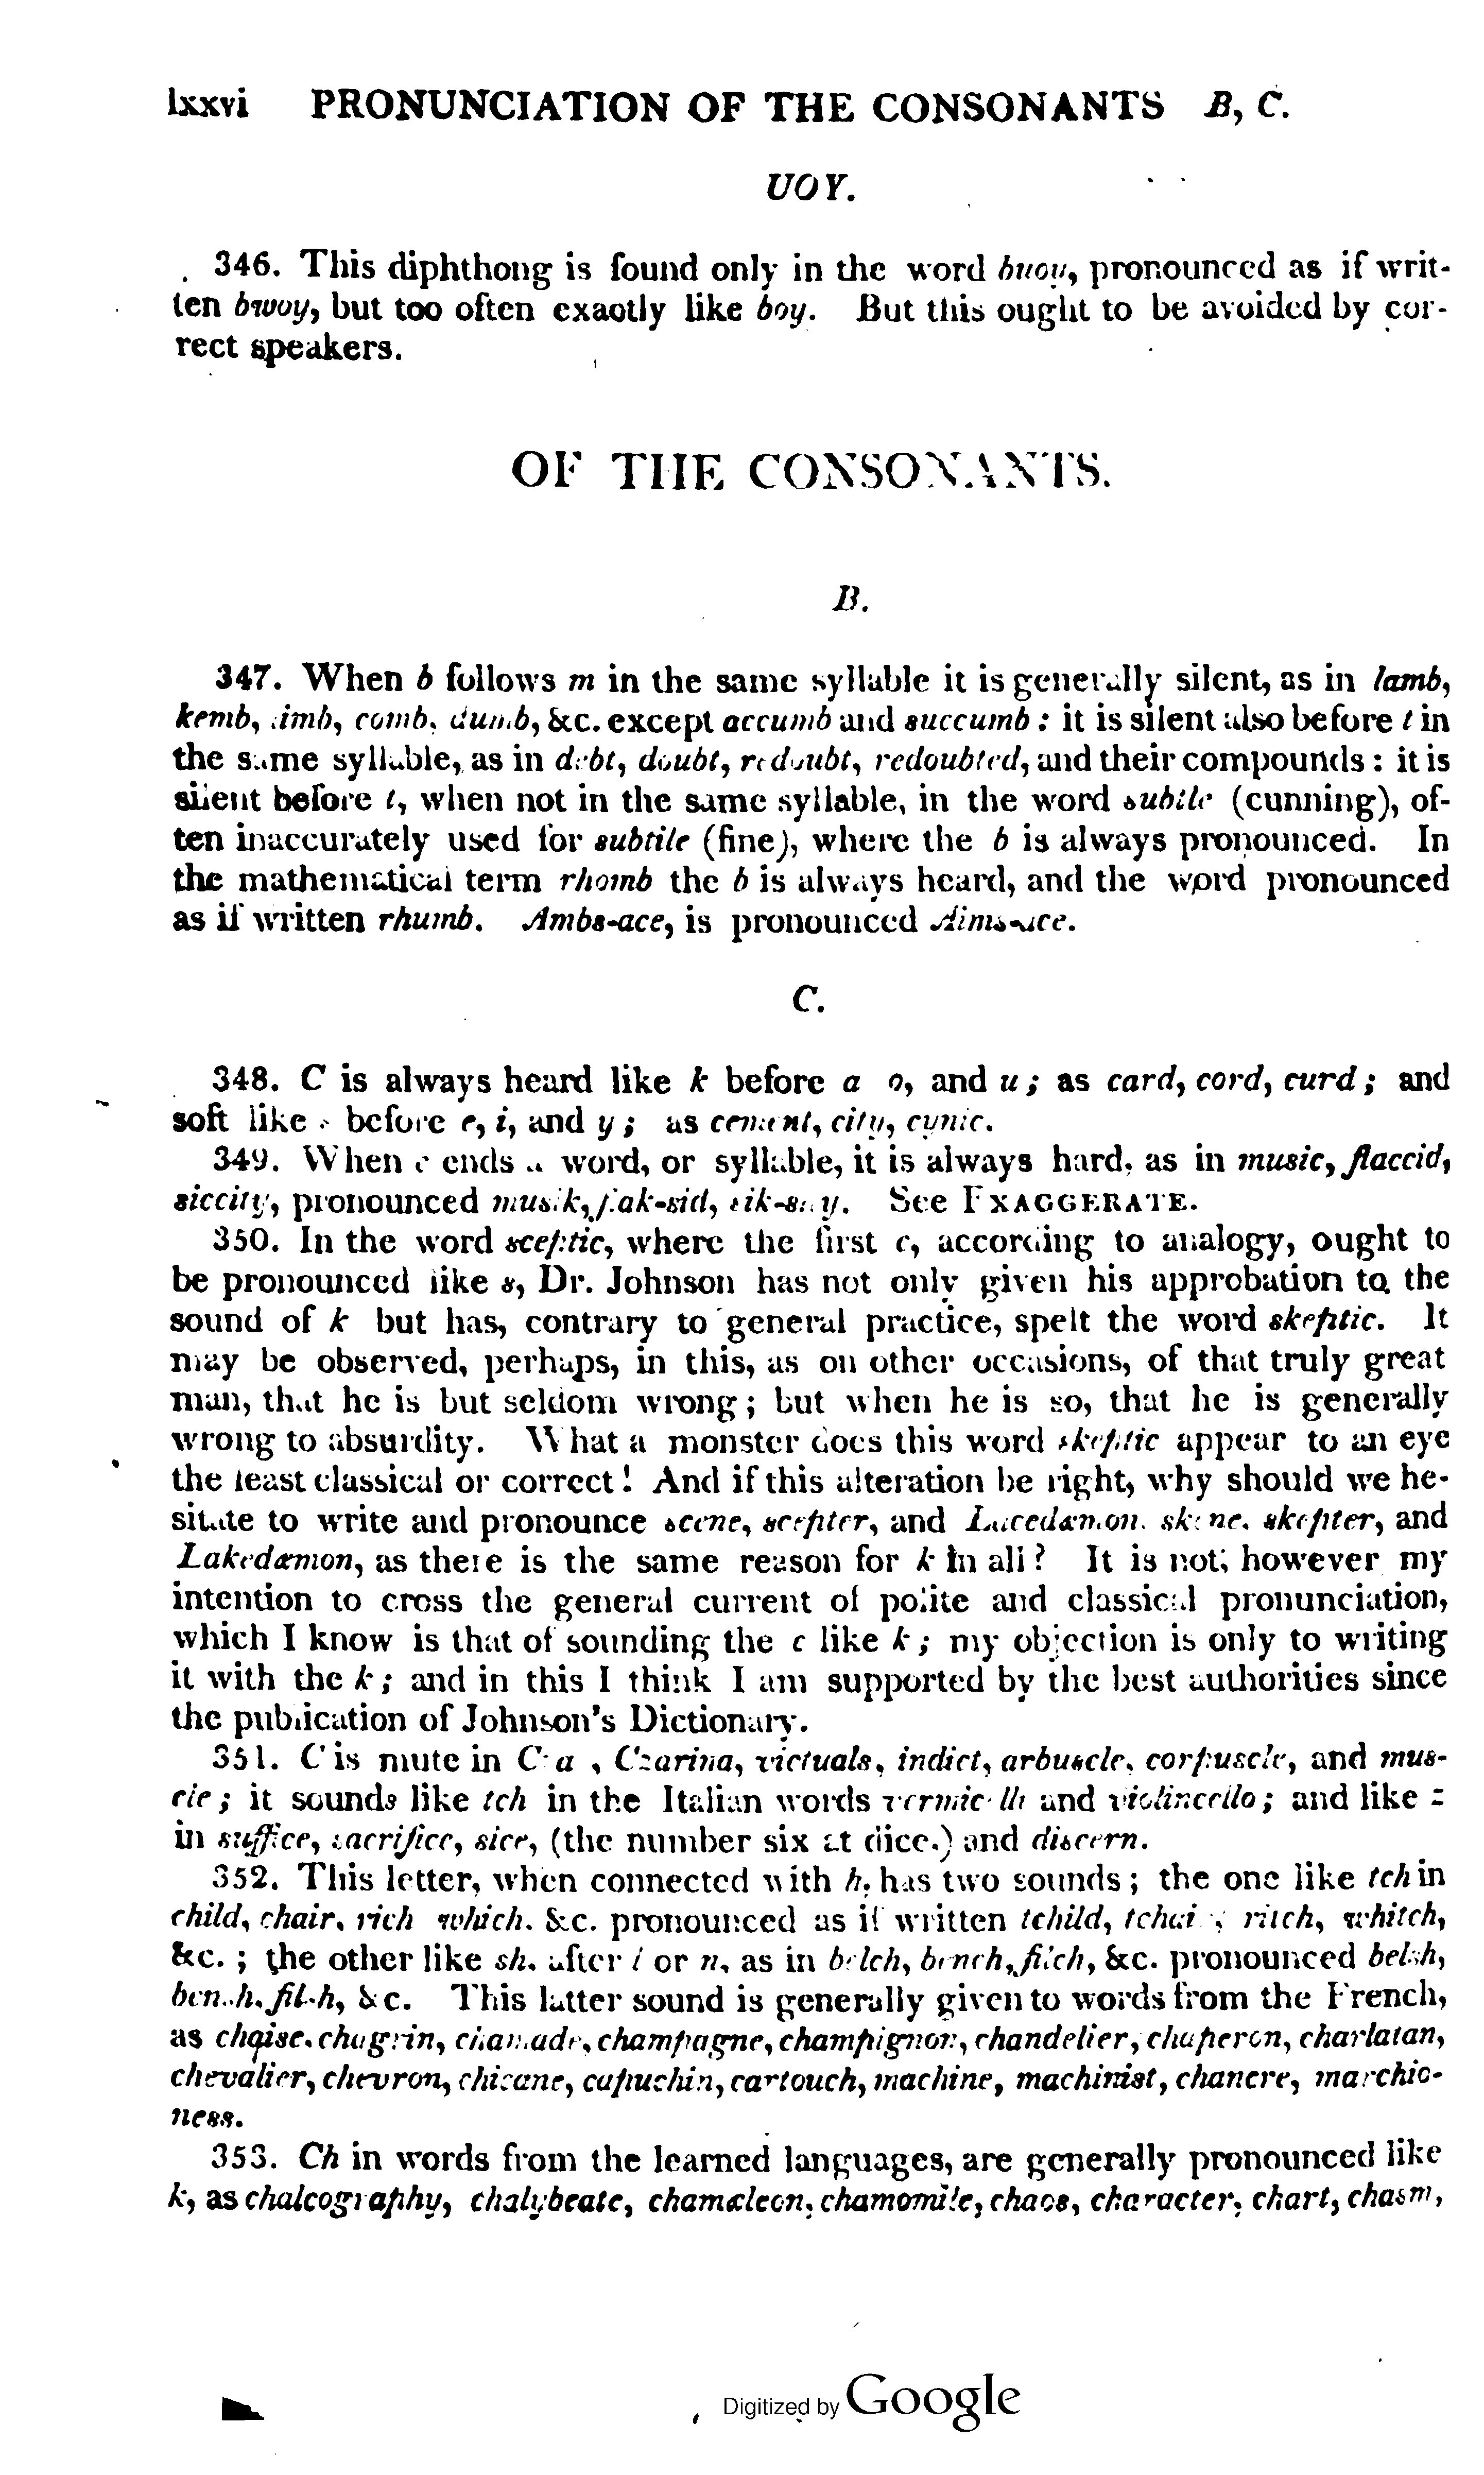 lxxvi PRONUNCIATION OF THE CONSONANTS B, C.
UOY.
346. This diphthong is found only in the word buoy, pronounced as if writ-
ten bwoy, but too often exactly like boy. But this ought to be avoided by cor-
rect speakers.
OF THE CONSONANTS.
B.
347. When b follows m in the same syllable it is generally silent, as in lamb,
kemb, limb, comb, dumb, &c. except accumb and succumb : it is silent also before t in
the same syllable, as in debt, doubt, redoubt, redoubted, and their compounds : it is
silent before t, when not in the same syllable, in the word subtle (cunning), of-
ten inaccurately used for subtile (fine), where the b is always pronounced. In
the mathematical term rhomb the b is always heard, and the word pronounced
as if written rhumb. Ambs-ace, is pronounced Aims-ace.
C.
348. C is always heard like k before a o, and u ; as card, cord, curd ; and
soft like s before e, i, and y ; as cement, city, cynic.
349. When c ends a word, or syllable, it is always hard, as in music, flaccid,
siccity, pronounced musik, flak-sid, sik-sity. See EXAGGERATE.
350. In the word sceptic, where the first c, according to analogy, ought to
be pronounced like s, Dr. Johnson has not only given his approbation to the
sound of k but has, contrary to general practice, spelt the word skeptic. It
may be observed, perhaps, in this, as on other occasions, of that truly great
man, that he is but seldom wrong ; but when he is so, that he is generally
wrong to absurdity. What a monster does this word skeptic appear to an eye
the least classical or correct ! And if this alteration be right, why should we he-
sitate to write and pronounce scene, scepter, and Lacedæmon, skene, skepter, and
Lakedæmon, as there is the same reason for k in all ? It is not, however my
intention to cross the general current of polite and classical pronunciation,
which I know is that of sounding the c like k ; my objection is only to writing
it with the k ; and in this I think I am supported by the best authorities since
the publication of Johnson's Dictionary.
351. C is mute in Czar, Czarina, victuals, indict, arbuscle, corpuscle, and mus-
cle ; it sounds like tch in the Italian words vermicelli and violincello ; and like z
in suffice, sacrifice, sice, (the number six at dice.) and discern.
352. This letter, when connected with h, has two sounds ; the one like tch in
child, chair, rich which, &c. pronounced as if written tchild, tchair, ritch, whitch,
&c. ; the other like sh, after l or n, as in belch, bench, filch, &c. pronounced belsh,
bensh, filsh, &c. This latter sound is generally given to words from the French,
as chaise, chagrin, chamade, champagne, champignon, chandelier, chaperon, charlatan,
chevalier, chevron, chicane, capuchin, cartouch, machine, machinist, chancre, marchio-
ness.
353. Ch in words from the learned languages, are generally pronounced like
k, as chalcography, chalybeate, chamæleon, chamomile, chaos, character, chart, chasm,
Digitized by Google